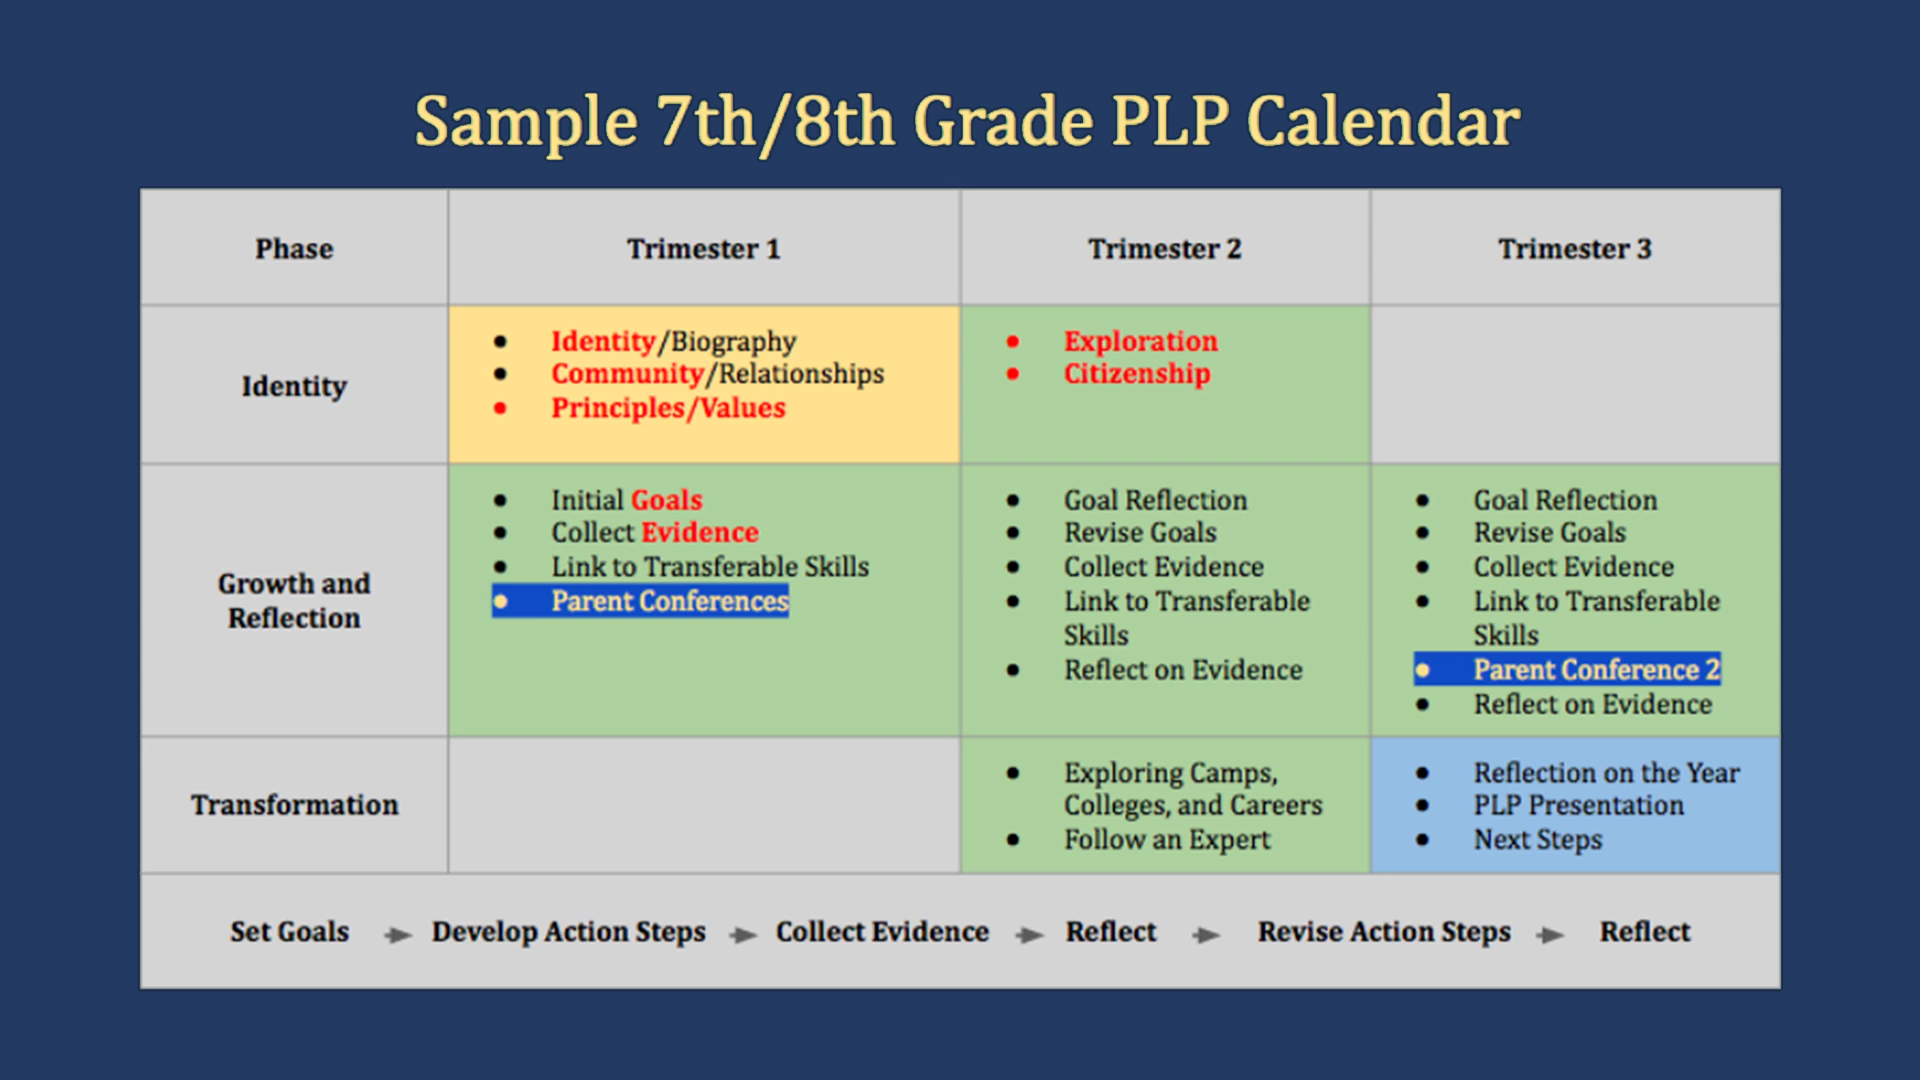 Sample 7th/8th Grade PLP Calendar
Phase
Trimester 1
Trimester 2
Trimester 3
Identity
Identity/Biography
Community/Relationships
Principles/Values
Exploration
Citizenship
Growth and
Reflection
Initial Goals
Collect Evidence
Link to Transferable Skills
Parent Conferences
Goal Reflection
Revise Goals
Collect Evidence
Link to Transferable
Skills
Reflect on Evidence
Goal Reflection
Revise Goals
Collect Evidence
Link to Transferable
Skills
Parent Conference 2
Reflect on Evidence
Transformation
Exploring Camps,
Colleges, and Careers
Follow an Expert
Reflection on the Year
PLP Presentation
Next Steps
Set Goals
Develop Action Steps
Collect Evidence
Reflect
Revise Action Steps
Reflect